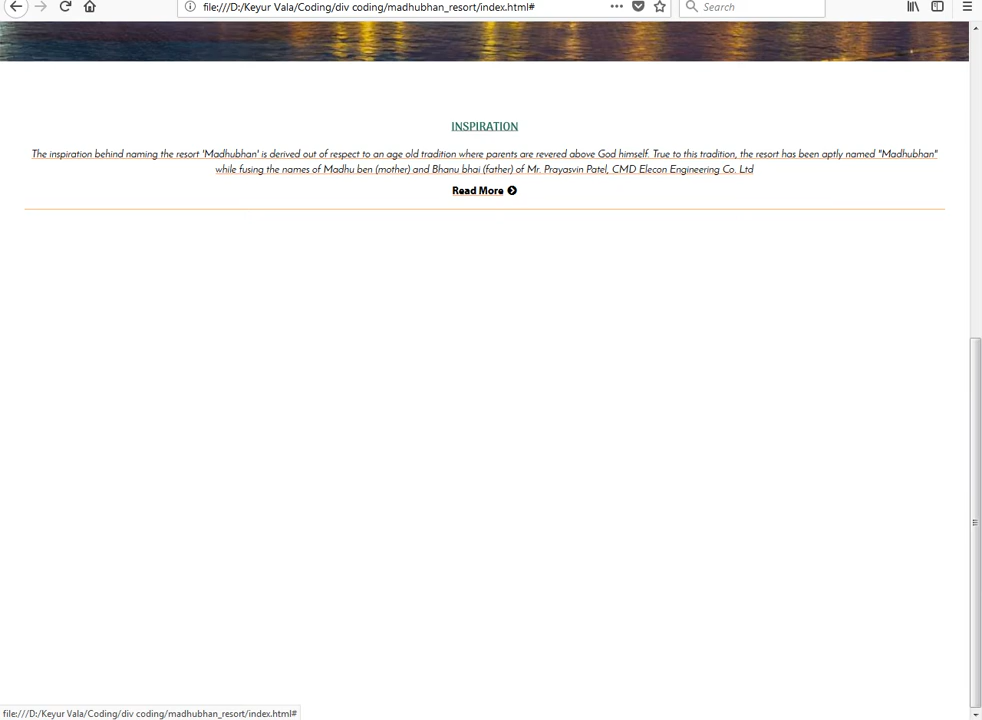 file:///D:/Keyur Vala/Coding/div coding/madhubhan_resort/index.html#
Search
INSPIRATION
The inspiration behind naming the resort 'Madhubhan' is derived out of respect to an age old tradition where parents are revered above God himself. True to this tradition, the resort has been aptly named "Madhubhan"
while fusing the names of Madhu ben (mother) and Bhanu bhai (father) of Mr. Prayasvin Patel, CMD Elecon Engineering Co. Ltd
Read More
file:///D:/Keyur Vala/Coding/div coding/madhubhan_resort/index.html#